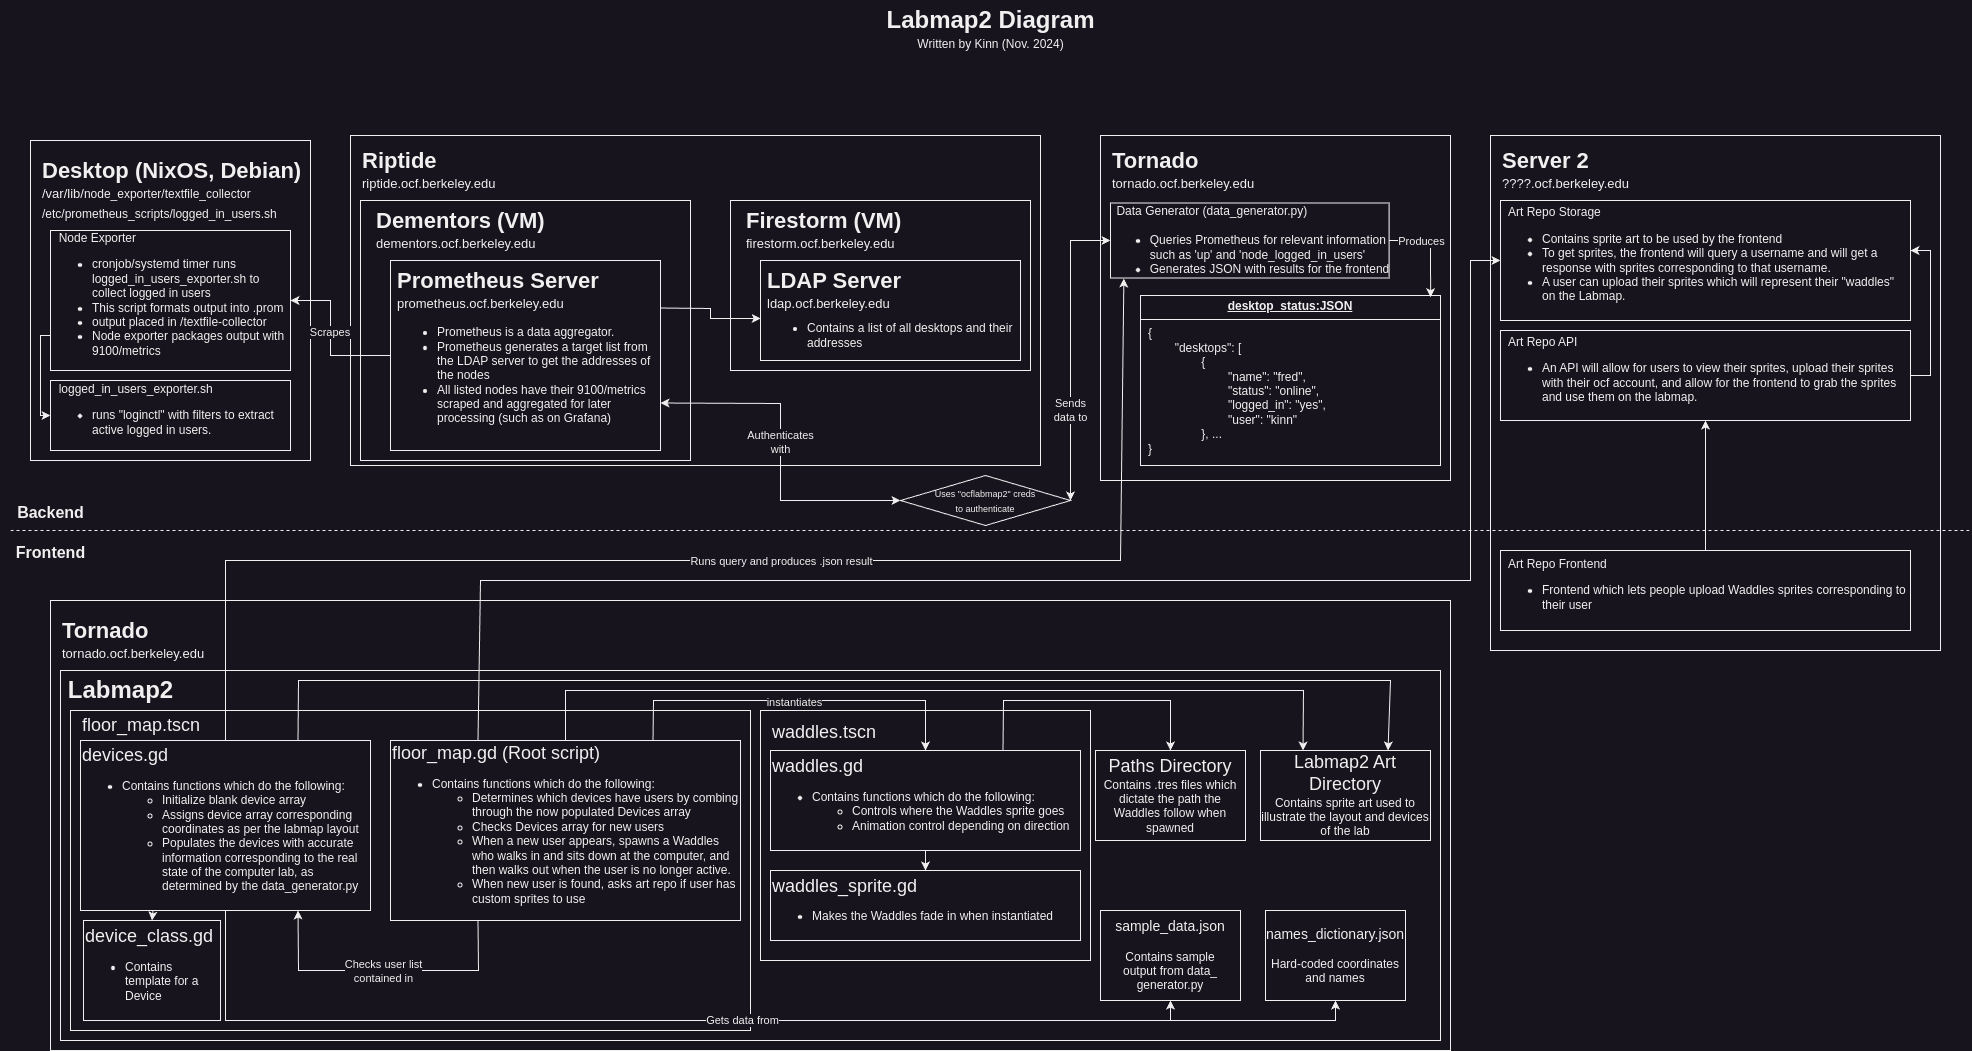 Labmap2 Diagram
Written by Kinn (Nov. 2024)
Desktop (NixOS, Debian)
/var/lib/node_exporter/textfile_collector
/etc/prometheus_scripts/logged_in_users.sh
Node Exporter
cronjob/systemd timer runs
logged_in_users_exporter.sh to
collect logged in users
This script formats output into .prom
output placed in /textfile-collector
Node exporter packages output with
9100/metrics
logged_in_users_exporter.sh
runs "loginctl" with filters to extract
active logged in users.
Scrapes
Riptide
riptide.ocf.berkeley.edu
Dementors (VM)
dementors.ocf.berkeley.edu
Prometheus Server
prometheus.ocf.berkeley.edu
Prometheus is a data aggregator.
Prometheus generates a target list from
the LDAP server to get the addresses of
the nodes
All listed nodes have their 9100/metrics
scraped and aggregated for later
processing (such as on Grafana)
Firestorm (VM)
firestorm.ocf.berkeley.edu
LDAP Server
ldap.ocf.berkeley.edu
Contains a list of all desktops and their
addresses
Authenticates
with
Uses "ocflabmap2" creds
to authenticate
Sends
data to
Tornado
tornado.ocf.berkeley.edu
Data Generator (data_generator.py)
Queries Prometheus for relevant information
such as 'up' and 'node_logged_in_users'
Generates JSON with results for the frontend
Produces
desktop_status:JSON
{
"desktops": [
{
"name": "fred",
"status": "online",
"logged_in": "yes",
"user": "kinn"
}, ...
}
Server 2
????.ocf.berkeley.edu
Art Repo Storage
Contains sprite art to be used by the frontend
To get sprites, the frontend will query a username and will get a
response with sprites corresponding to that username.
A user can upload their sprites which will represent their "waddles"
on the Labmap.
Art Repo API
An API will allow for users to view their sprites, upload their sprites
with their ocf account, and allow for the frontend to grab the sprites
and use them on the labmap.
Backend
Frontend
Art Repo Frontend
Frontend which lets people upload Waddles sprites corresponding to
their user
Runs query and produces .json result
Tornado
tornado.ocf.berkeley.edu
Labmap2
floor_map.tscn
devices.gd
Contains functions which do the following:
Initialize blank device array
Assigns device array corresponding
coordinates as per the labmap layout
Populates the devices with accurate
information corresponding to the real
state of the computer lab, as
determined by the data_generator.py
device_class.gd
Contains
template for a
Device
floor_map.gd (Root script)
Contains functions which do the following:
Determines which devices have users by combing
through the now populated Devices array
Checks Devices array for new users
When a new user appears, spawns a Waddles
who walks in and sits down at the computer, and
then walks out when the user is no longer active.
When new user is found, asks art repo if user has
custom sprites to use
Checks user list
contained in
instantiates
waddles.tscn
waddles.gd
Contains functions which do the following:
Controls where the Waddles sprite goes
Animation control depending on direction
waddles_sprite.gd
Makes the Waddles fade in when instantiated
Paths Directory
Contains .tres files which
dictate the path the
Waddles follow when
spawned
Labmap2 Art
Directory
Contains sprite art used to
illustrate the layout and devices
of the lab
sample_data.json
Contains sample
output from data_
generator.py
names_dictionary.json
Hard-coded coordinates
and names
Gets data from